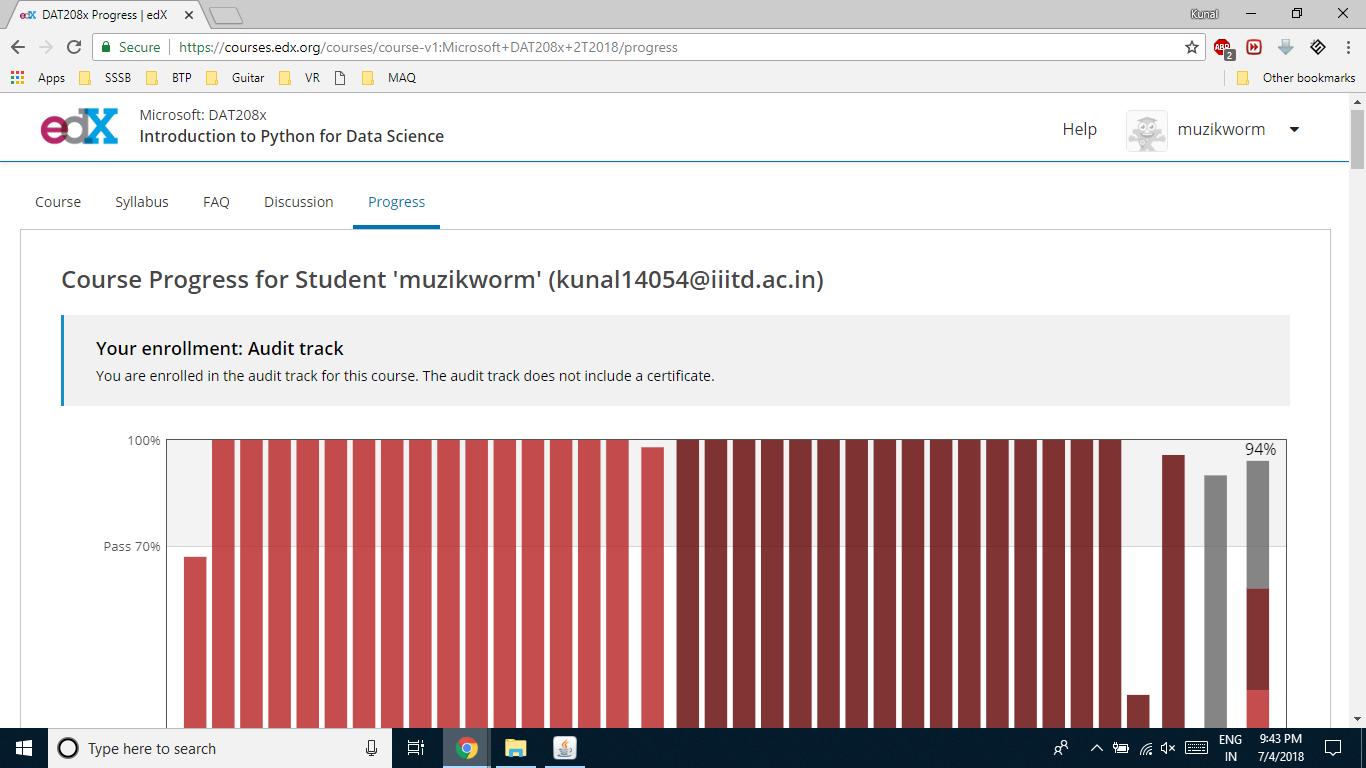 DAT208x Progress | edX
Kunal
Secure https://courses.edx.org/courses/course-v1:Microsoft+DAT208x+2T2018/progress
ABP 2
Apps SSSB BTP Guitar VR MAQ Other bookmarks
edX
Microsoft: DAT208x
Introduction to Python for Data Science
Help muzikworm
Course Syllabus FAQ Discussion Progress
Course Progress for Student 'muzikworm' (kunal14054@iiitd.ac.in)
Your enrollment: Audit track
You are enrolled in the audit track for this course. The audit track does not include a certificate.
100%
94%
Pass 70%
Type here to search
ENG
IN
9:43 PM
7/4/2018